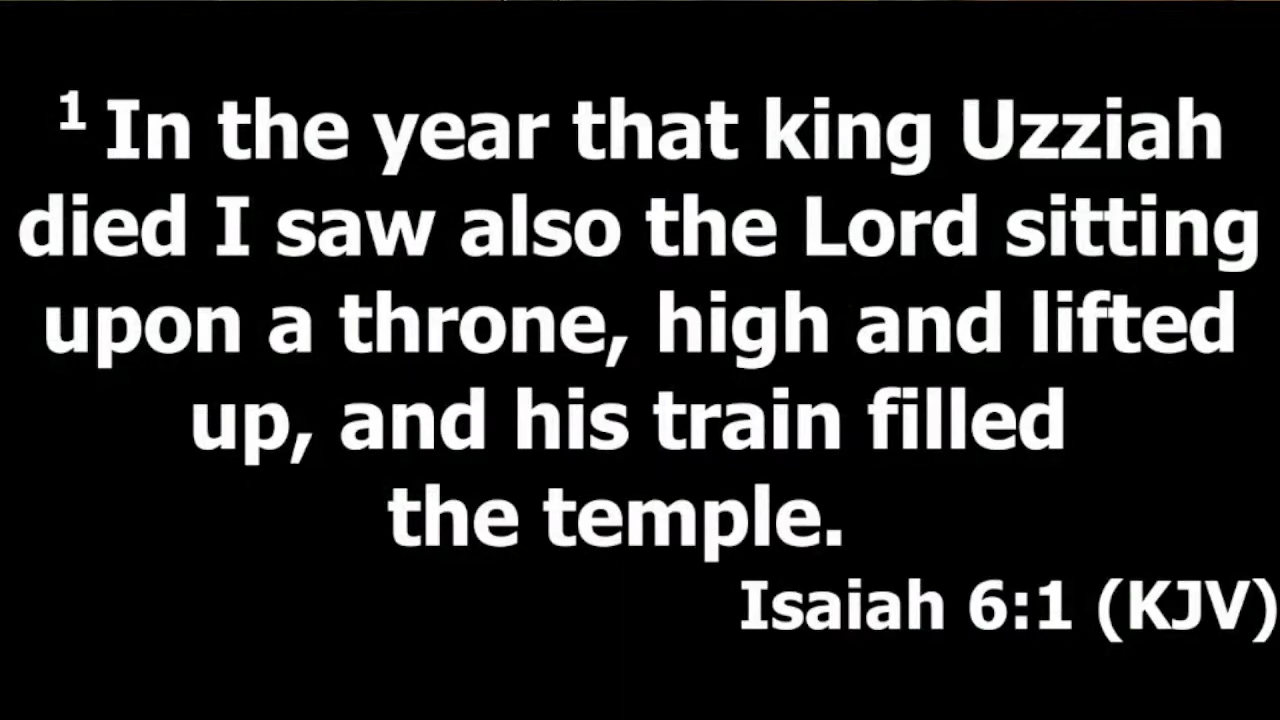 1 In the year that king Uzziah
died I saw also the Lord sitting
upon a throne, high and lifted
up, and his train filled
the temple.
Isaiah 6:1 (KJV)